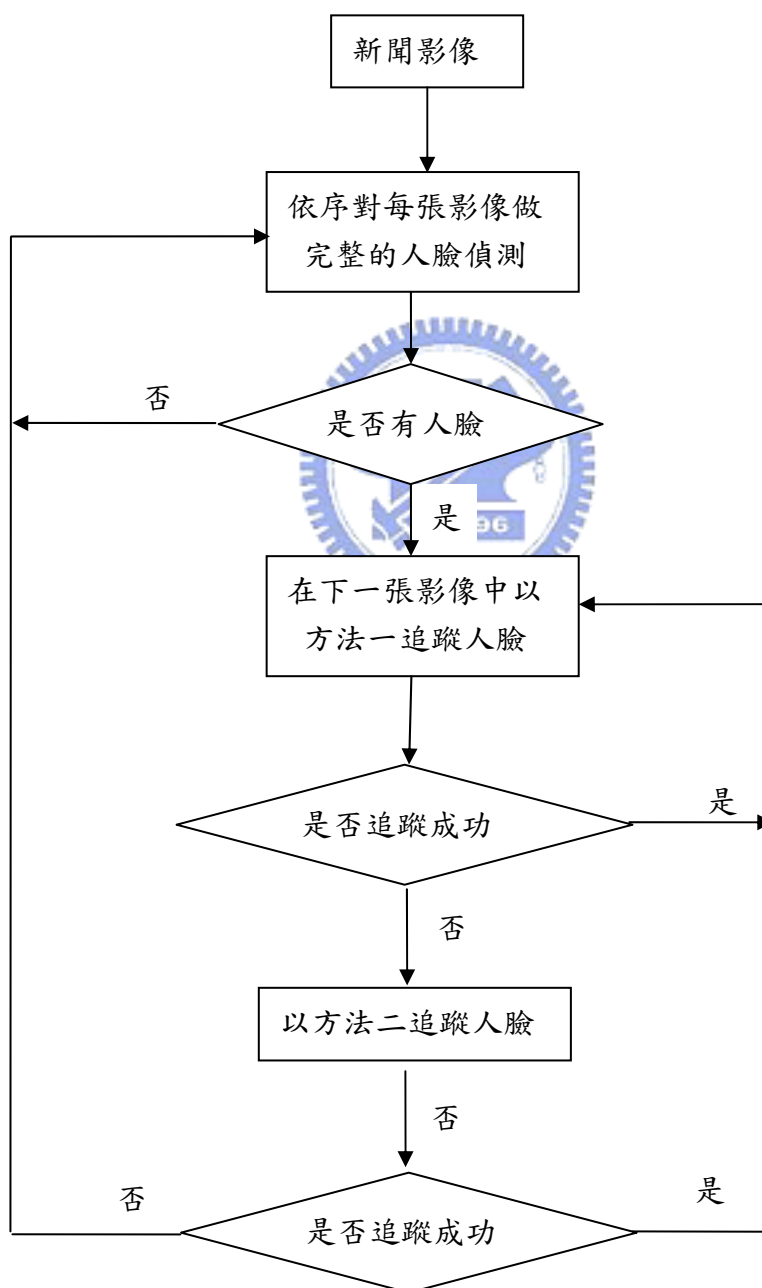 新聞影像
依序對每張影像做
完整的人臉偵測
否
是否有人臉
是
96
在下一張影像中以
方法一追蹤人臉
是否追蹤成功
是
否
以方法二追蹤人臉
否
否
是否追蹤成功
是